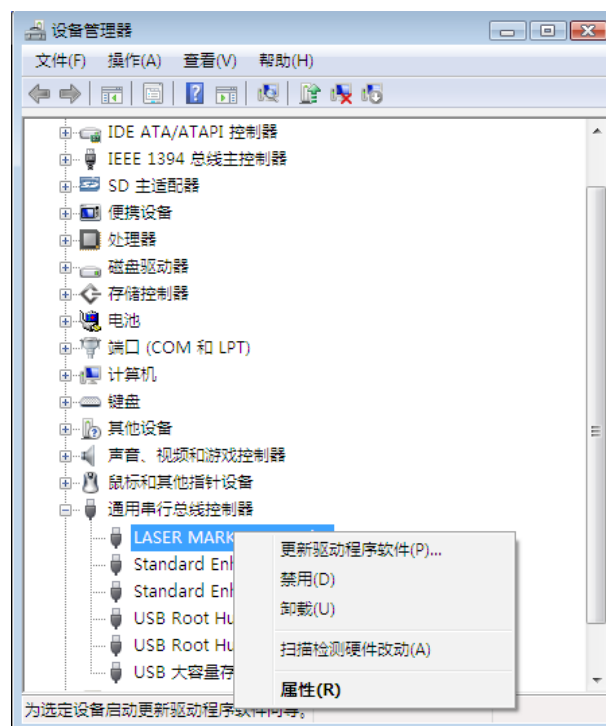 设备管理器
文件(F) 操作(A) 查看(V) 帮助(H)
IDE ATA/ATAPI 控制器
IEEE 1394 总线主控制器
SD 主适配器
便携设备
处理器
磁盘驱动器
存储控制器
电池
端口 (COM 和 LPT)
计算机
键盘
其他设备
声音、视频和游戏控制器
鼠标和其他指针设备
通用串行总线控制器
LASER MARK
Standard Enh
Standard Enh
USB Root Hu
USB Root Hu
USB 大容量存
更新驱动程序软件(P)...
禁用(D)
卸载(U)
扫描检测硬件改动(A)
属性(R)
为选定设备启动更新驱动程序软件向导。